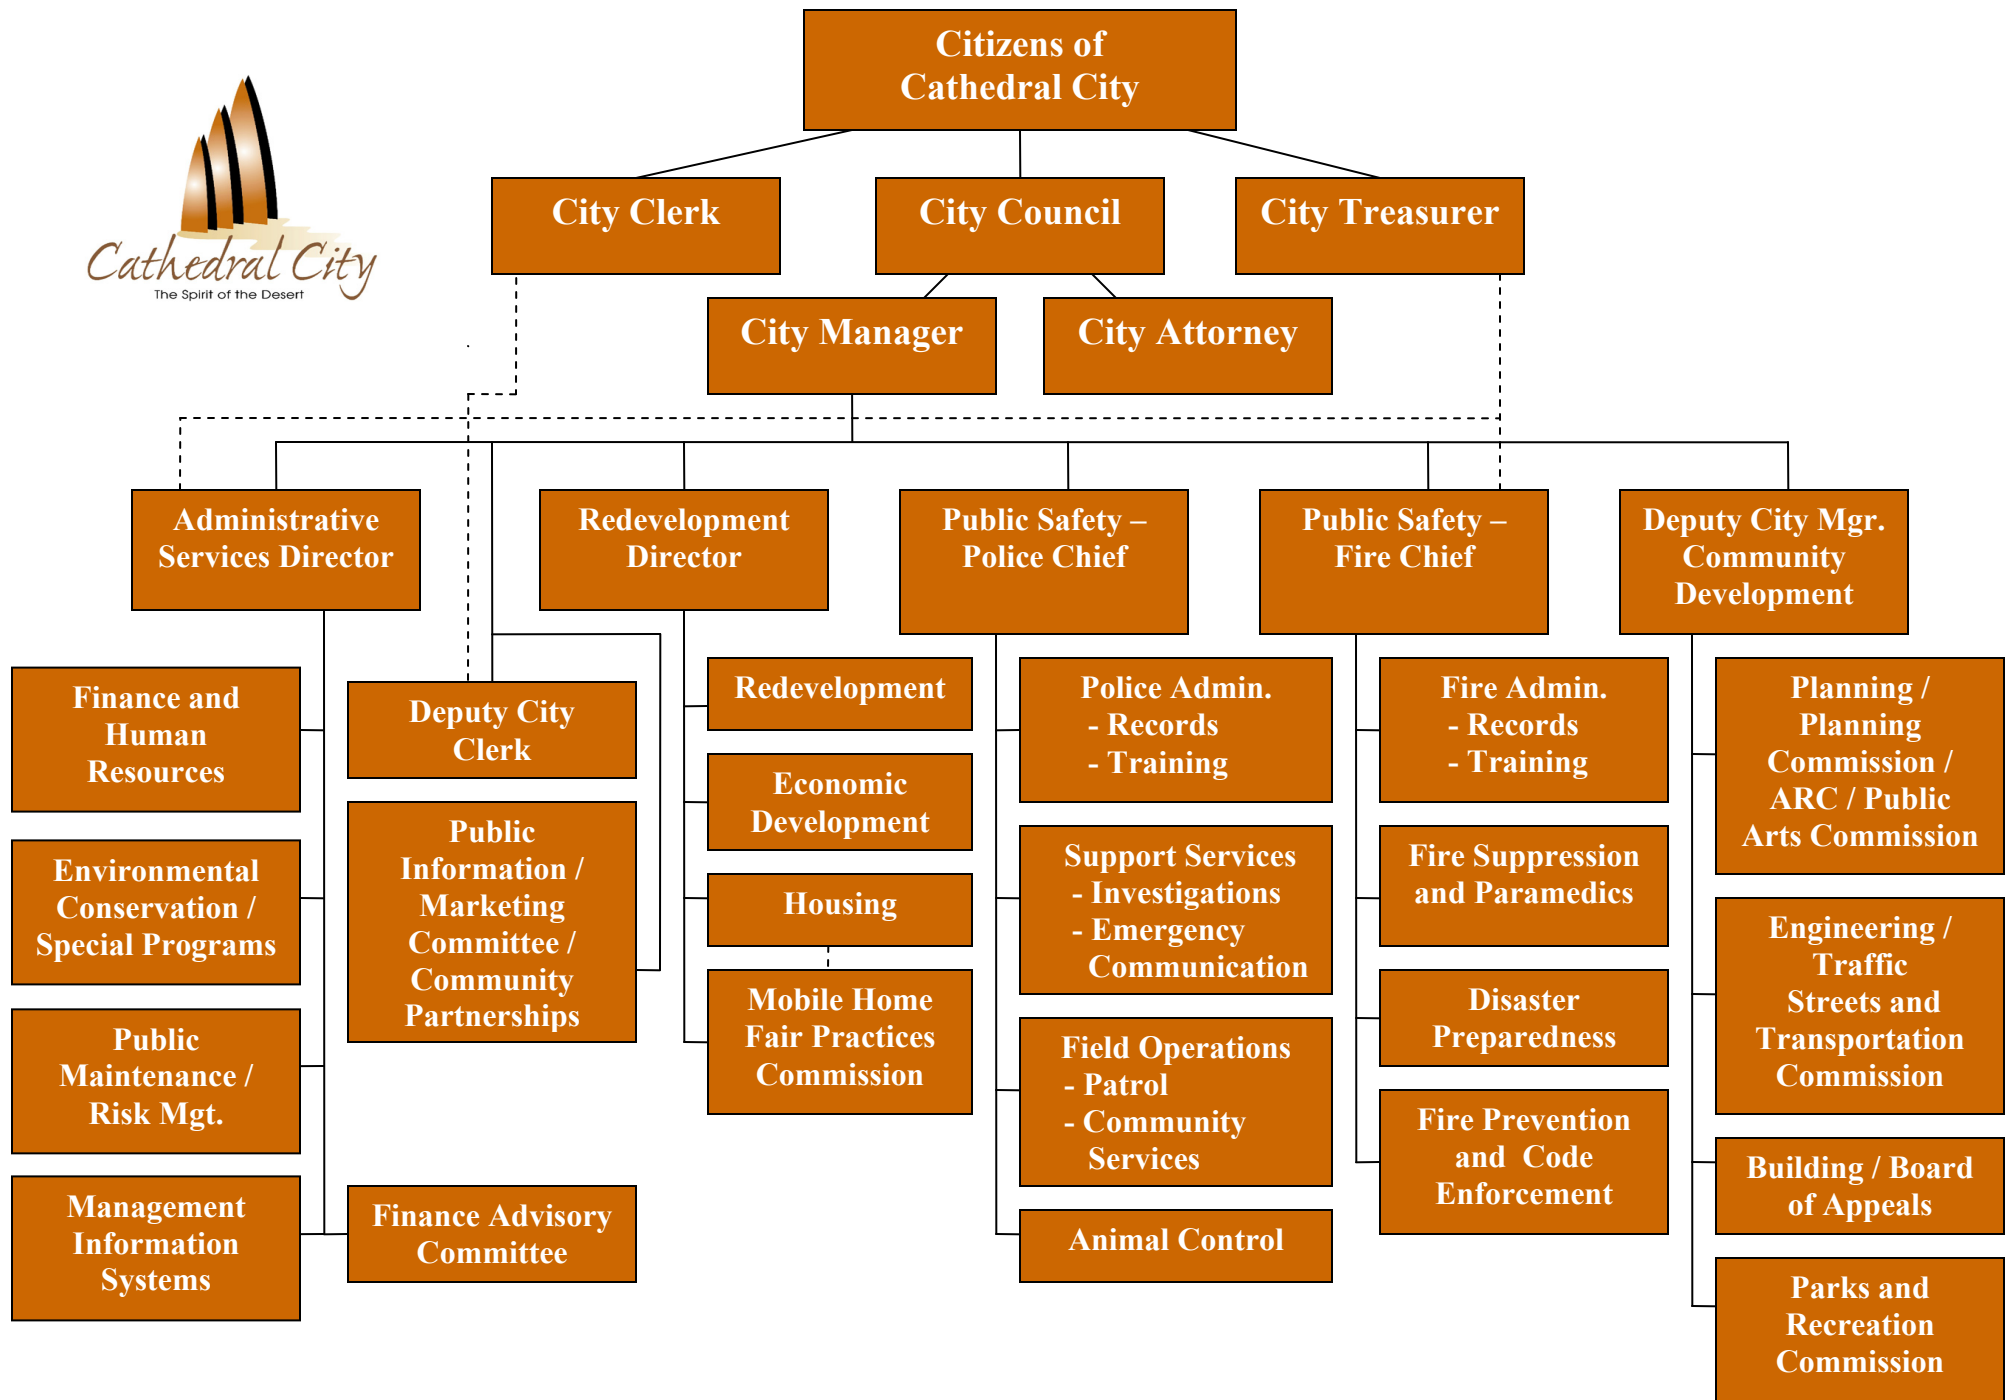 Citizens of
Cathedral City
Cathedral City
The Spirit of the Desert
City Clerk
City Council
City Treasurer
City Manager
City Attorney
Administrative
Services Director
Redevelopment
Director
Public Safety –
Police Chief
Public Safety –
Fire Chief
Deputy City Mgr.
Community
Development
Finance and
Human
Resources
Environmental
Conservation /
Special Programs
Public
Maintenance /
Risk Mgt.
Management
Information
Systems
Deputy City
Clerk
Public
Information /
Marketing
Committee /
Community
Partnerships
Finance Advisory
Committee
Redevelopment
Economic
Development
Housing
Mobile Home
Fair Practices
Commission
Police Admin.
- Records
- Training
Support Services
- Investigations
- Emergency
Communication
Field Operations
- Patrol
- Community
Services
Animal Control
Fire Admin.
- Records
- Training
Fire Suppression
and Paramedics
Disaster
Preparedness
Fire Prevention
and Code
Enforcement
Planning /
Planning
Commission /
ARC / Public
Arts Commission
Engineering /
Traffic
Streets and
Transportation
Commission
Building / Board
of Appeals
Parks and
Recreation
Commission